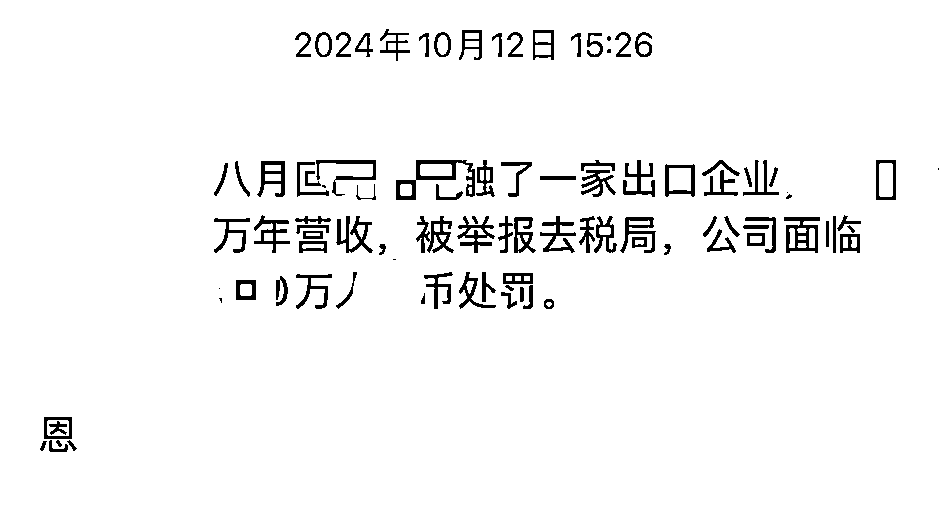 2024年10月12日 15:26
八月 了一家出口企业，
万年营收，被举报去税局，公司面临
万 币处罚。
恩